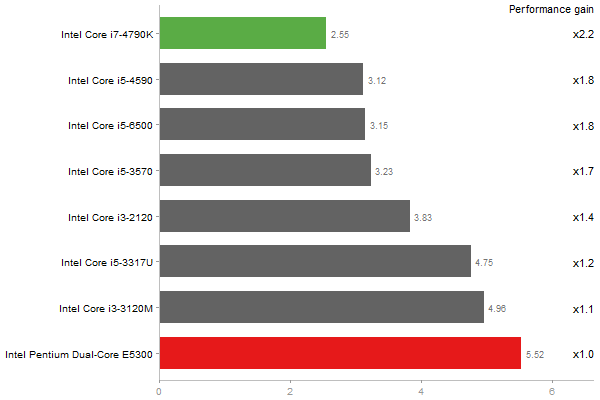 Performance gain
Intel Core i7-4790K 2.55 x2.2
Intel Core i5-4590 3.12 x1.8
Intel Core i5-6500 3.15 x1.8
Intel Core i5-3570 3.23 x1.7
Intel Core i3-2120 3.83 x1.4
Intel Core i5-3317U 4.75 x1.2
Intel Core i3-3120M 4.96 x1.1
Intel Pentium Dual-Core E5300 5.52 x1.0
0 2 4 6